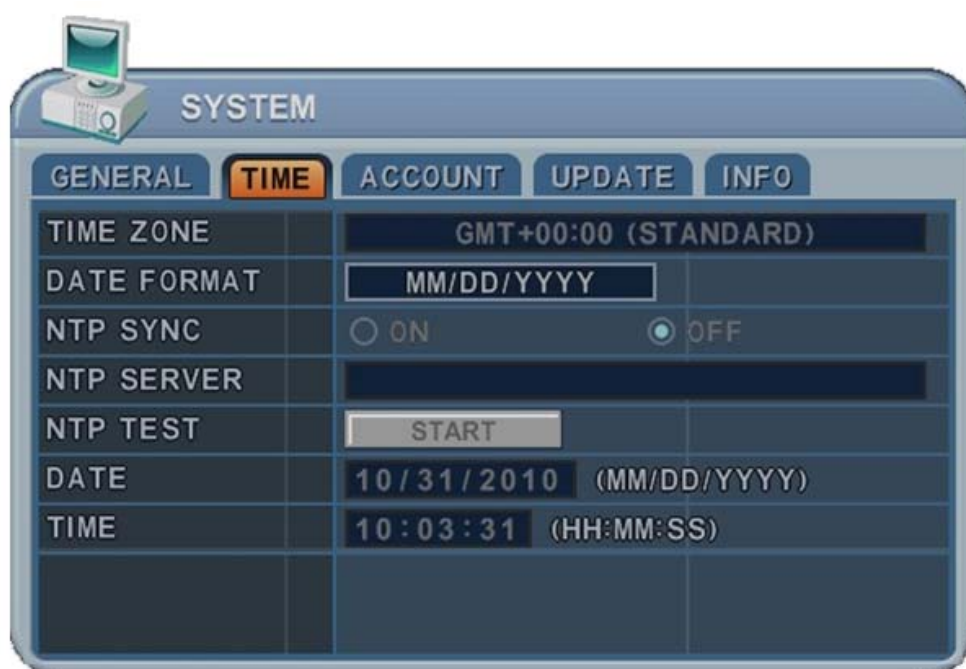 SYSTEM
GENERAL TIME ACCOUNT UPDATE INFO
TIME ZONE GMT+00:00 (STANDARD)
DATE FORMAT MM/DD/YYYY
NTP SYNC ON OFF
NTP SERVER
NTP TEST START
DATE 10/31/2010 (MM/DD/YYYY)
TIME 10:03:31 (HH:MM:SS)